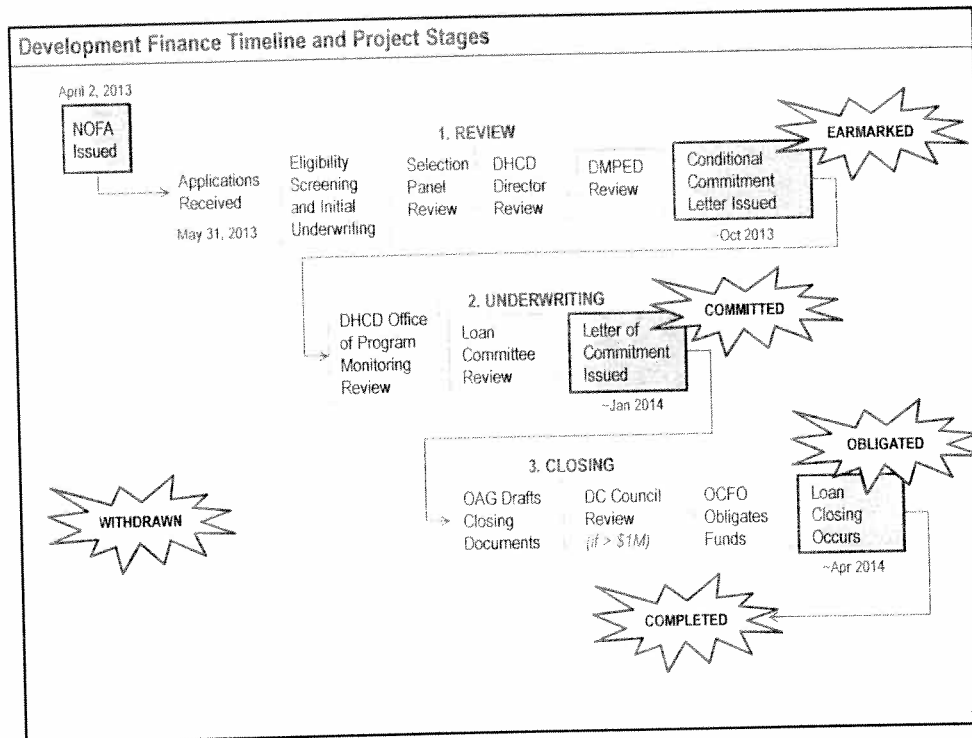 Development Finance Timeline and Project Stages
April 2, 2013
NOFA
Issued
Applications
Received
May 31, 2013
1. REVIEW
Eligibility
Screening
and Initial
Underwriting
Selection
Panel
Review
DHCD
Director
Review
DMPED
Review
Conditional
Commitment
Letter Issued
~Oct 2013
EARMARKED
2. UNDERWRITING
DHCD Office
of Program
Monitoring
Review
Loan
Committee
Review
Letter of
Commitment
Issued
~Jan 2014
COMMITTED
3. CLOSING
OAG Drafts
Closing
Documents
DC Council
Review
(if > $1M)
OCFO
Obligates
Funds
Loan
Closing
Occurs
~Apr 2014
OBLIGATED
WITHDRAWN
COMPLETED